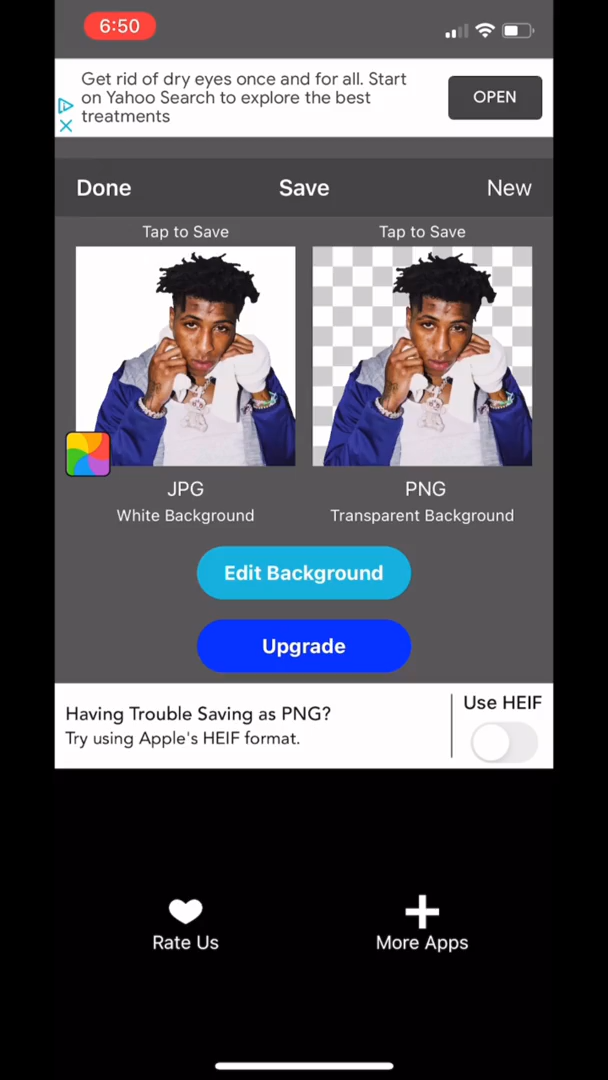 6:50
Get rid of dry eyes once and for all. Start
on Yahoo Search to explore the best
treatments
OPEN
Done
Save
New
Tap to Save
Tap to Save
JPG
PNG
White Background
Transparent Background
Edit Background
Upgrade
Having Trouble Saving as PNG?
Try using Apple's HEIF format.
Use HEIF
Rate Us
More Apps